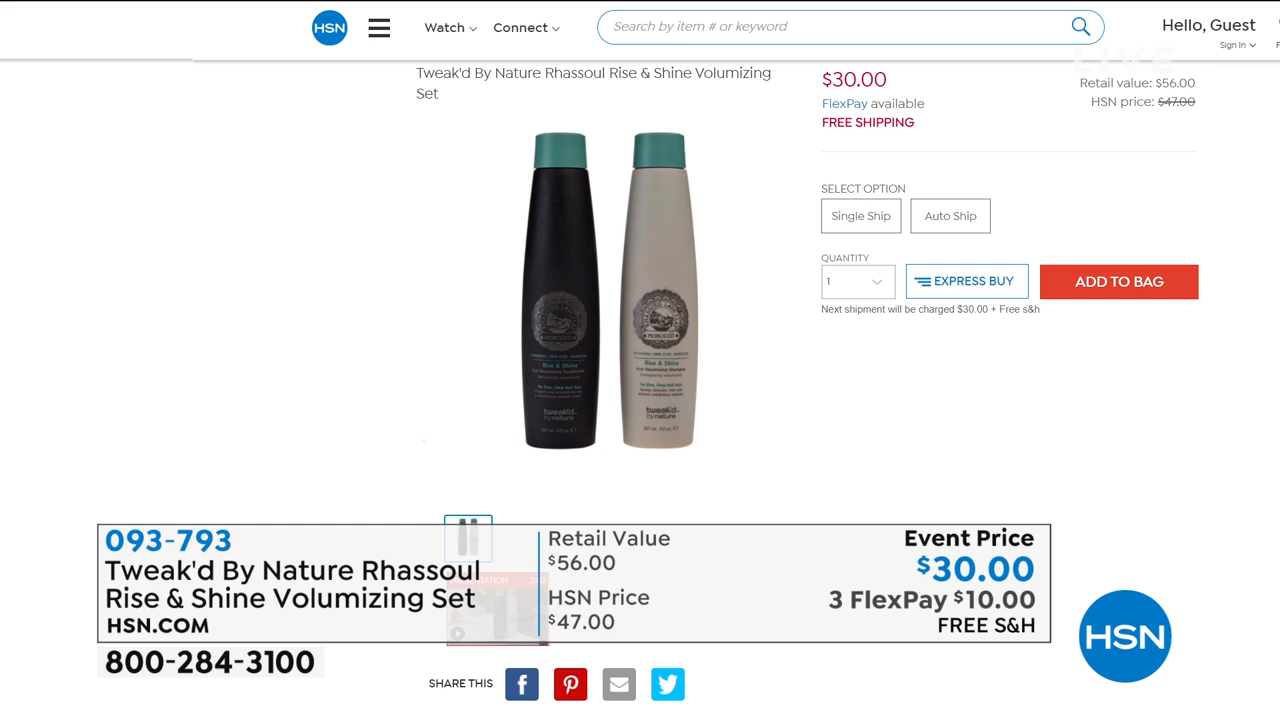 HSN
Watch
Connect
Search by item # or keyword
Hello, Guest
Sign In
LIVE
Tweak'd By Nature Rhassoul Rise & Shine Volumizing
Set
$30.00
FlexPay available
FREE SHIPPING
Retail value: $56.00
HSN price: $47.00
SELECT OPTION
Single Ship
Auto Ship
QUANTITY
1
EXPRESS BUY
ADD TO BAG
Next shipment will be charged $30.00 + Free s&h
MOROCCO
Rise & Shine
tweak'd
by nature
MOROCCO
Rise & Shine
tweak'd
by nature
093-793
Tweak'd By Nature Rhassoul
Rise & Shine Volumizing Set
HSN.COM
800-284-3100
Retail Value
$56.00
HSN Price
$47.00
Event Price
$30.00
3 FlexPay $10.00
FREE S&H
HSN
SHARE THIS